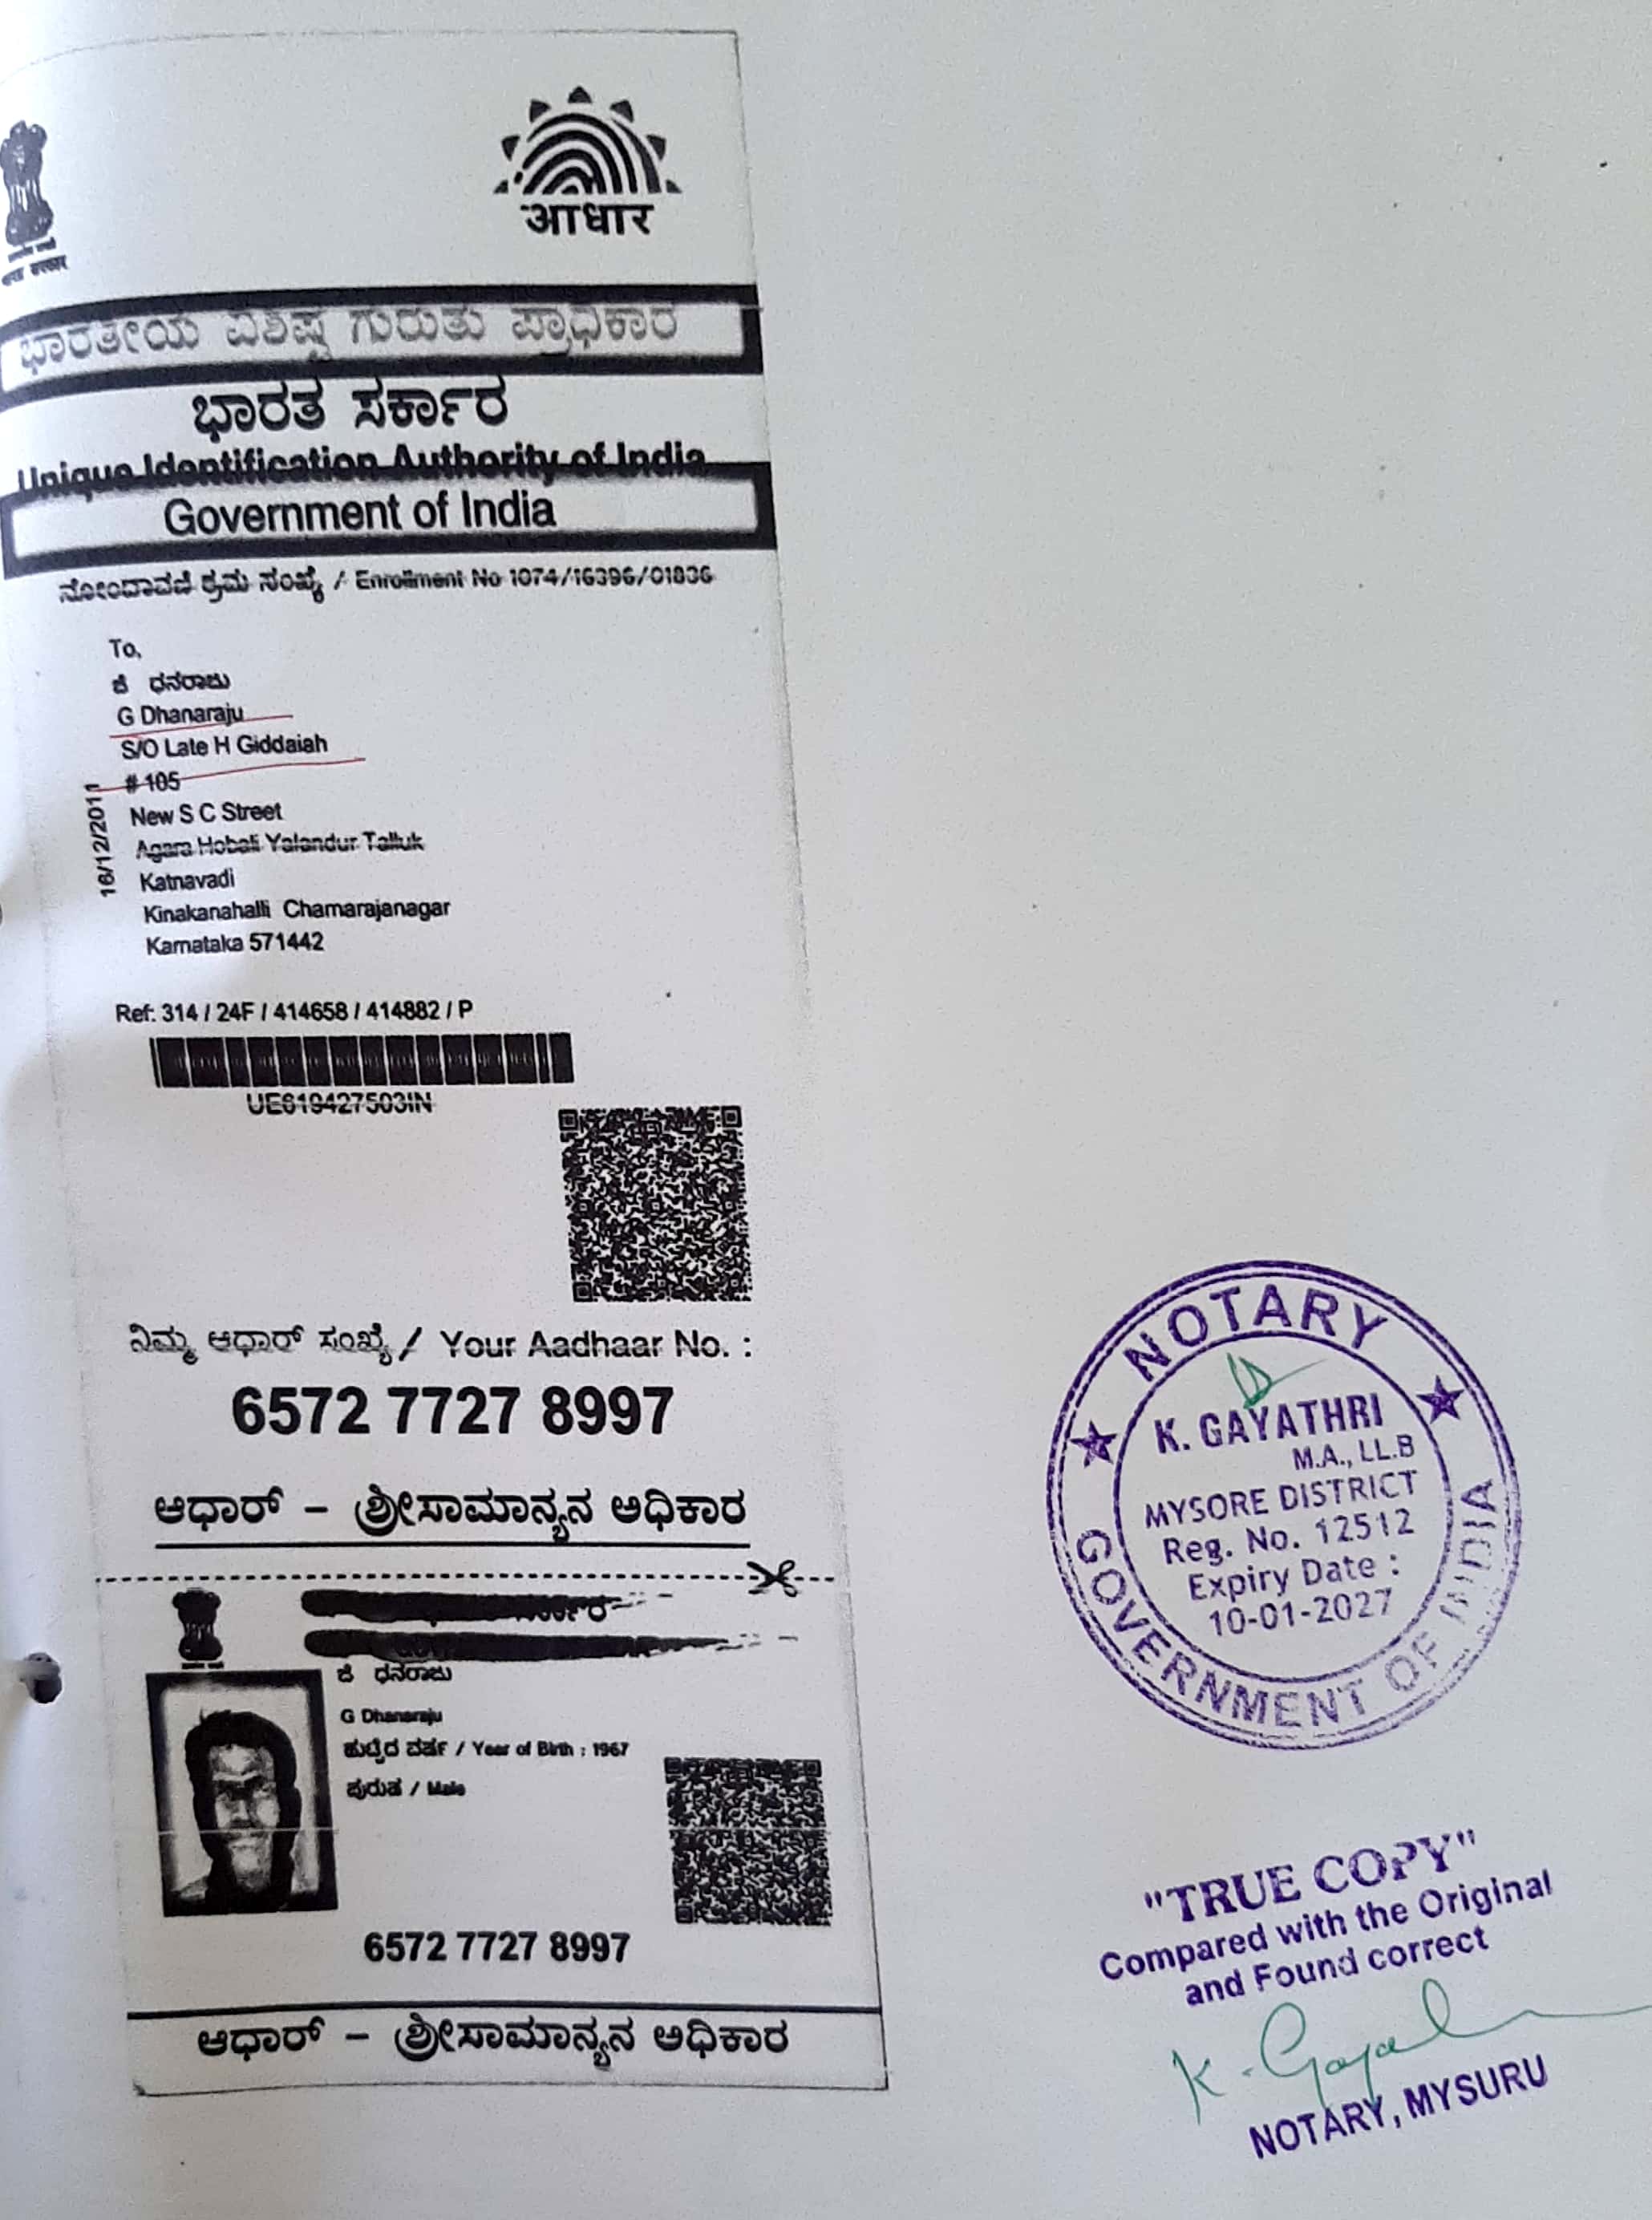 आधार
भारत सरकार
ಭಾರತೀಯ ವಿಶಿಷ್ಟ ಗುರುತು ಪ್ರಾಧಿಕಾರ
ಭಾರತ ಸರ್ಕಾರ
Unique Identification Authority of India
Government of India
ನೋಂದಾವಣೆ ಕ್ರಮ ಸಂಖ್ಯೆ / Enrollment No 1074/16396/01836
To,
ಜಿ ಧನರಾಜು
G Dhanaraju
S/O Late H Giddaiah
# 105
New S C Street
Agara Hobali Yalandur Talluk
Katnavadi
Kinakanahalli Chamarajanagar
Karnataka 571442
16/12/2011
Ref: 314 / 24F / 414658 / 414882 / P
UE619427503IN
ನಿಮ್ಮ ಆಧಾರ್ ಸಂಖ್ಯೆ / Your Aadhaar No. :
6572 7727 8997
ಆಧಾರ್ – ಶ್ರೀಸಾಮಾನ್ಯನ ಅಧಿಕಾರ
ಜಿ ಧನರಾಜು
G Dhanaraju
ಹುಟ್ಟಿದ ವರ್ಷ / Year of Birth : 1967
ಪುರುಷ / Male
6572 7727 8997
ಆಧಾರ್ – ಶ್ರೀಸಾಮಾನ್ಯನ ಅಧಿಕಾರ
NOTARY
K. GAYATHRI
M.A., LL.B
MYSORE DISTRICT
Reg. No. 12512
Expiry Date :
10-01-2027
GOVERNMENT OF INDIA
"TRUE COPY"
Compared with the Original
and Found correct
K. Gayal
NOTARY, MYSURU